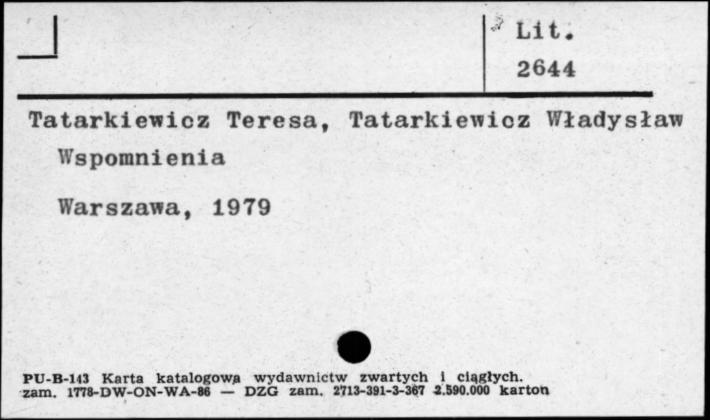 Lit.
2644
Tatarkiewicz Teresa, Tatarkiewicz Władysław
Wspomnienia
Warszawa, 1979
PU-B-143 Karta katalogowa wydawnictw zwartych i ciągłych.
zam. 1778-DW-ON-WA-86 — DZG zam. 2713-391-3-367 2.590.000 karton